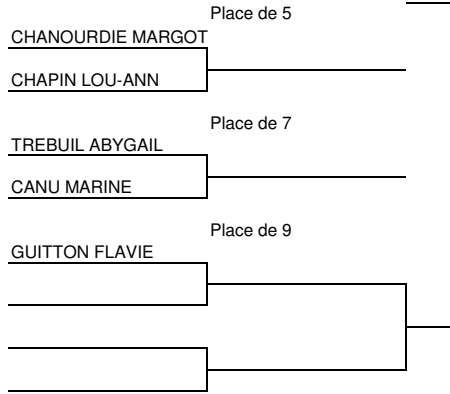 Place de 5
CHANOURDIE MARGOT
CHAPIN LOU-ANN
Place de 7
TREBUIL ABYGAIL
CANU MARINE
Place de 9
GUITTON FLAVIE